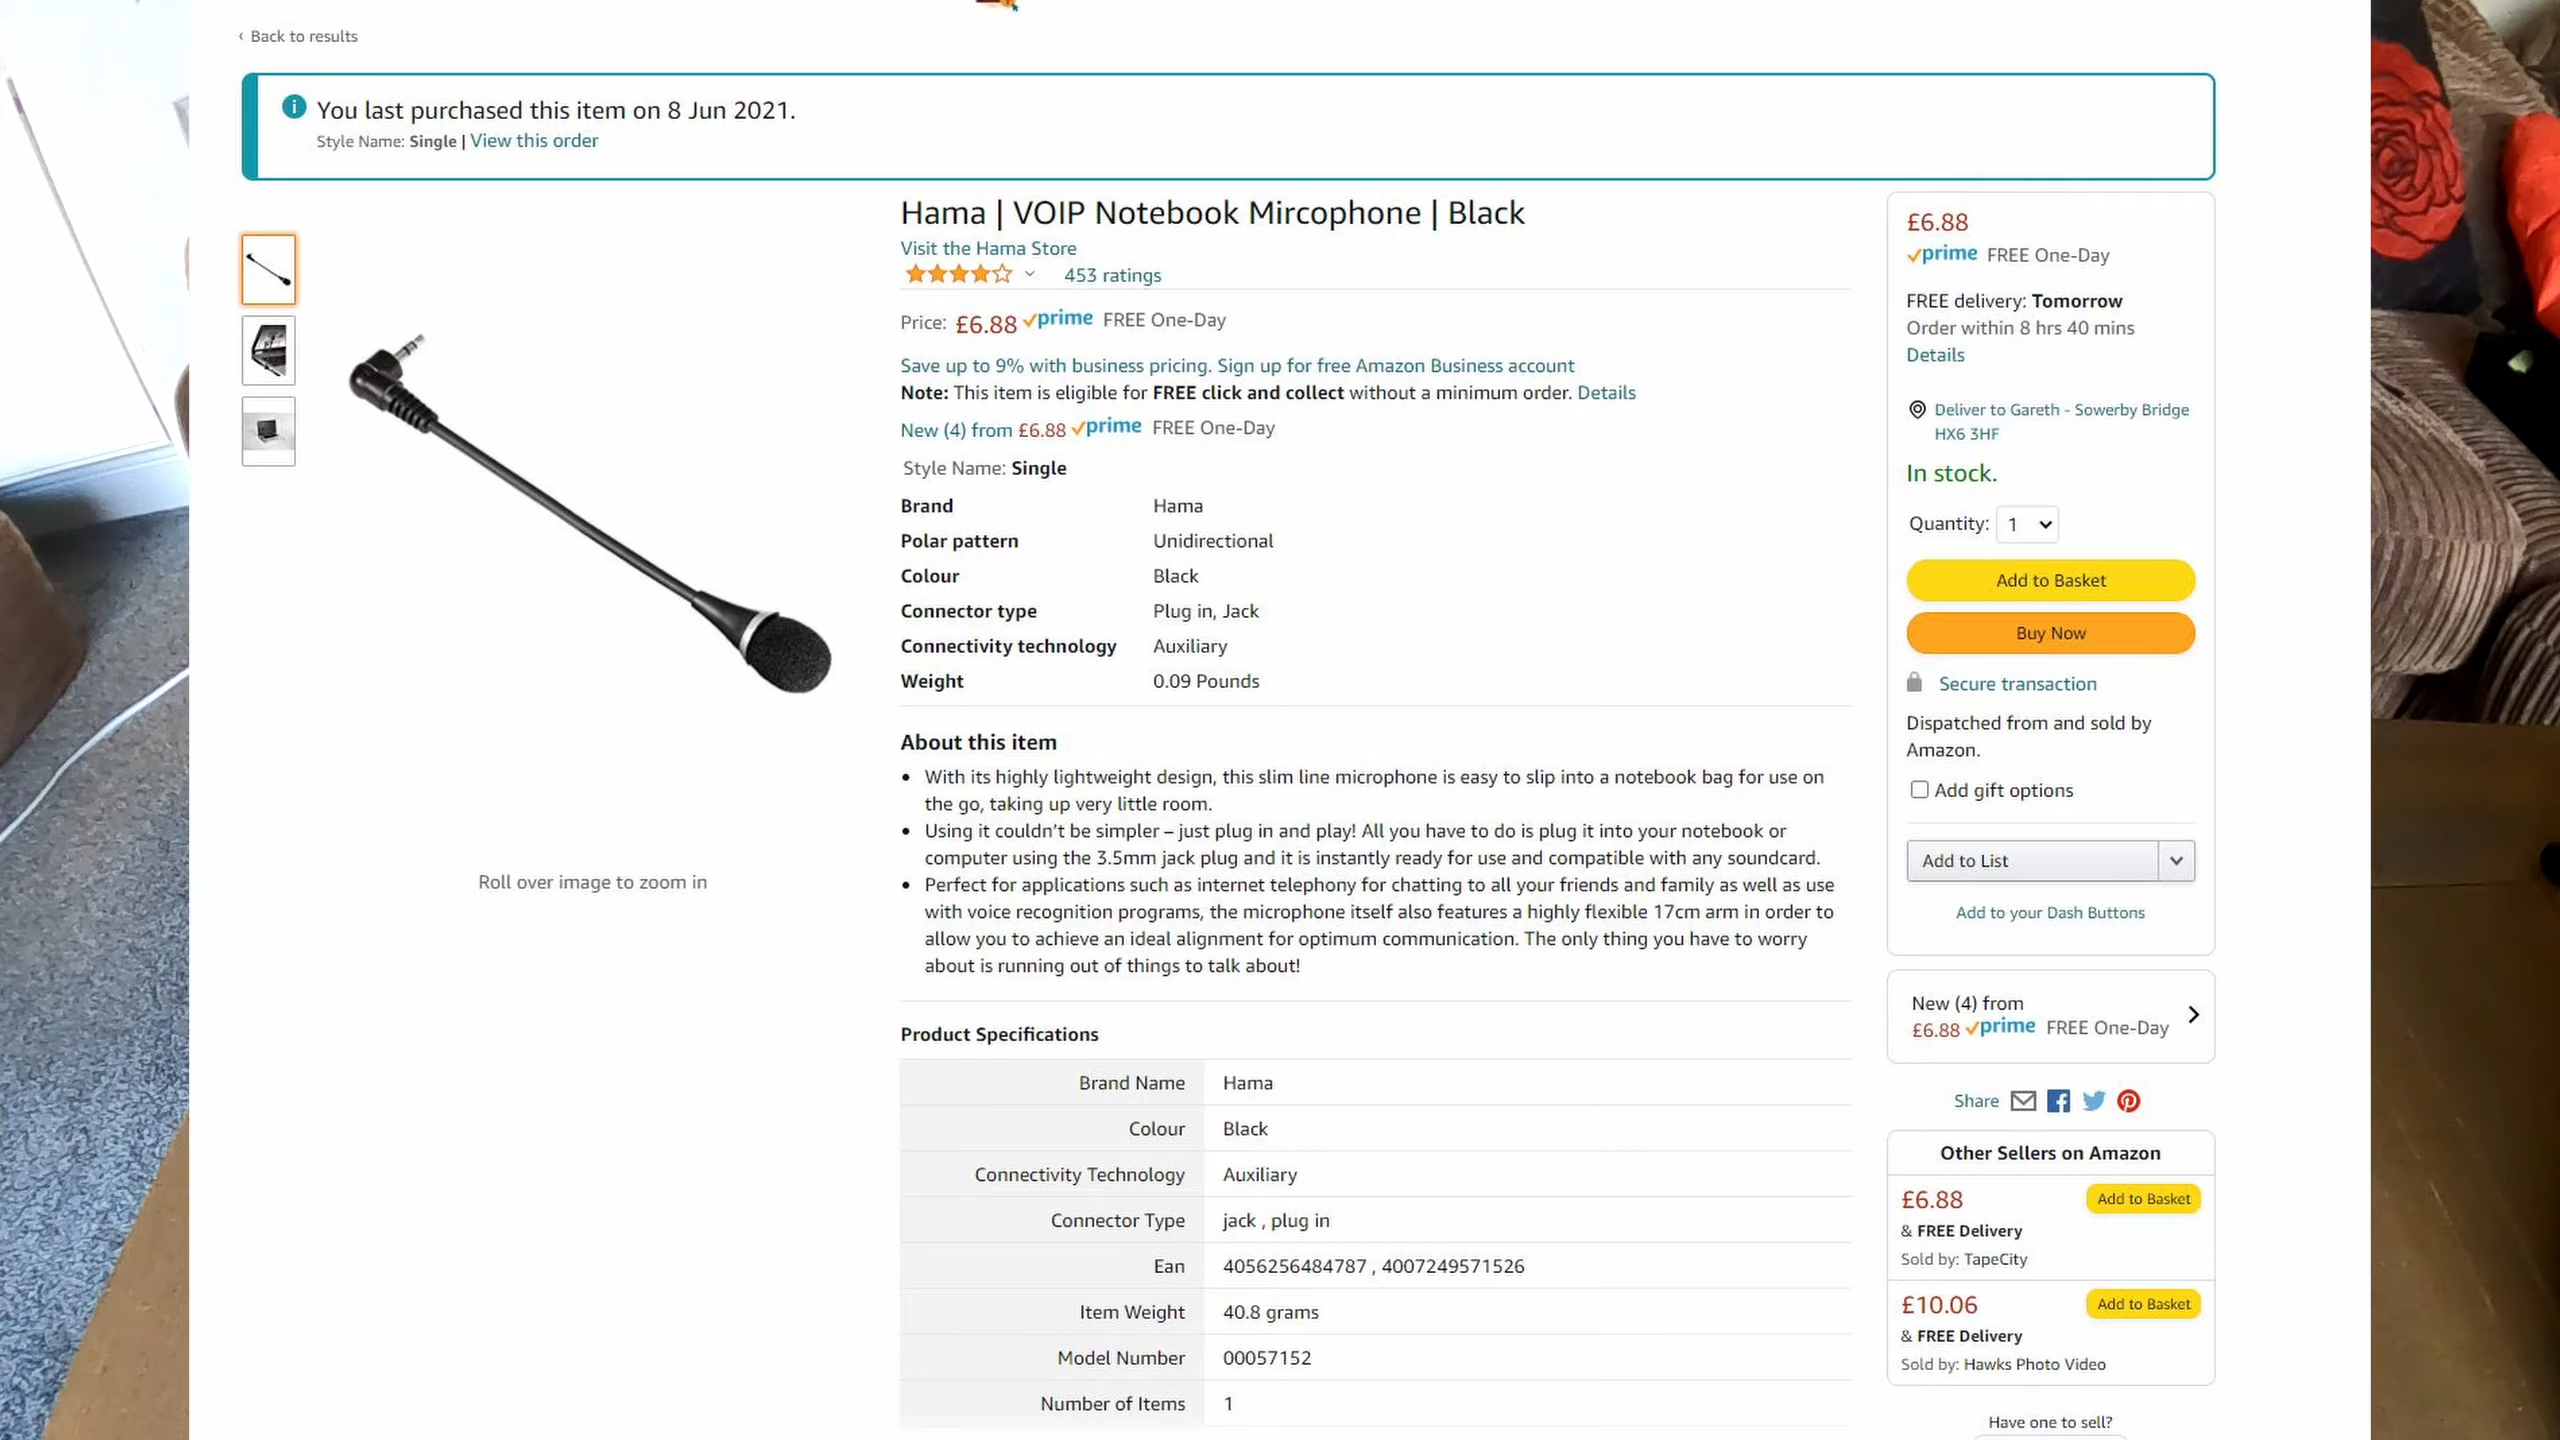 ‹ Back to results
You last purchased this item on 8 Jun 2021.
Style Name: Single | View this order
Hama | VOIP Notebook Mircophone | Black
Visit the Hama Store
453 ratings
Price: £6.88 prime FREE One-Day
Save up to 9% with business pricing. Sign up for free Amazon Business account
Note: This item is eligible for FREE click and collect without a minimum order. Details
New (4) from £6.88 prime FREE One-Day
Style Name: Single
Brand Hama
Polar pattern Unidirectional
Colour Black
Connector type Plug in, Jack
Connectivity technology Auxiliary
Weight 0.09 Pounds
About this item
• With its highly lightweight design, this slim line microphone is easy to slip into a notebook bag for use on
the go, taking up very little room.
• Using it couldn't be simpler – just plug in and play! All you have to do is plug it into your notebook or
computer using the 3.5mm jack plug and it is instantly ready for use and compatible with any soundcard.
• Perfect for applications such as internet telephony for chatting to all your friends and family as well as use
with voice recognition programs, the microphone itself also features a highly flexible 17cm arm in order to
allow you to achieve an ideal alignment for optimum communication. The only thing you have to worry
about is running out of things to talk about!
Roll over image to zoom in
Product Specifications
Brand Name Hama
Colour Black
Connectivity Technology Auxiliary
Connector Type jack , plug in
Ean 4056256484787 , 4007249571526
Item Weight 40.8 grams
Model Number 00057152
Number of Items 1
£6.88
prime FREE One-Day
FREE delivery: Tomorrow
Order within 8 hrs 40 mins
Details
Deliver to Gareth - Sowerby Bridge
HX6 3HF
In stock.
Quantity: 1
Add to Basket
Buy Now
Secure transaction
Dispatched from and sold by
Amazon.
Add gift options
Add to List
Add to your Dash Buttons
New (4) from
£6.88 prime FREE One-Day
Share
Other Sellers on Amazon
£6.88 Add to Basket
& FREE Delivery
Sold by: TapeCity
£10.06 Add to Basket
& FREE Delivery
Sold by: Hawks Photo Video
Have one to sell?